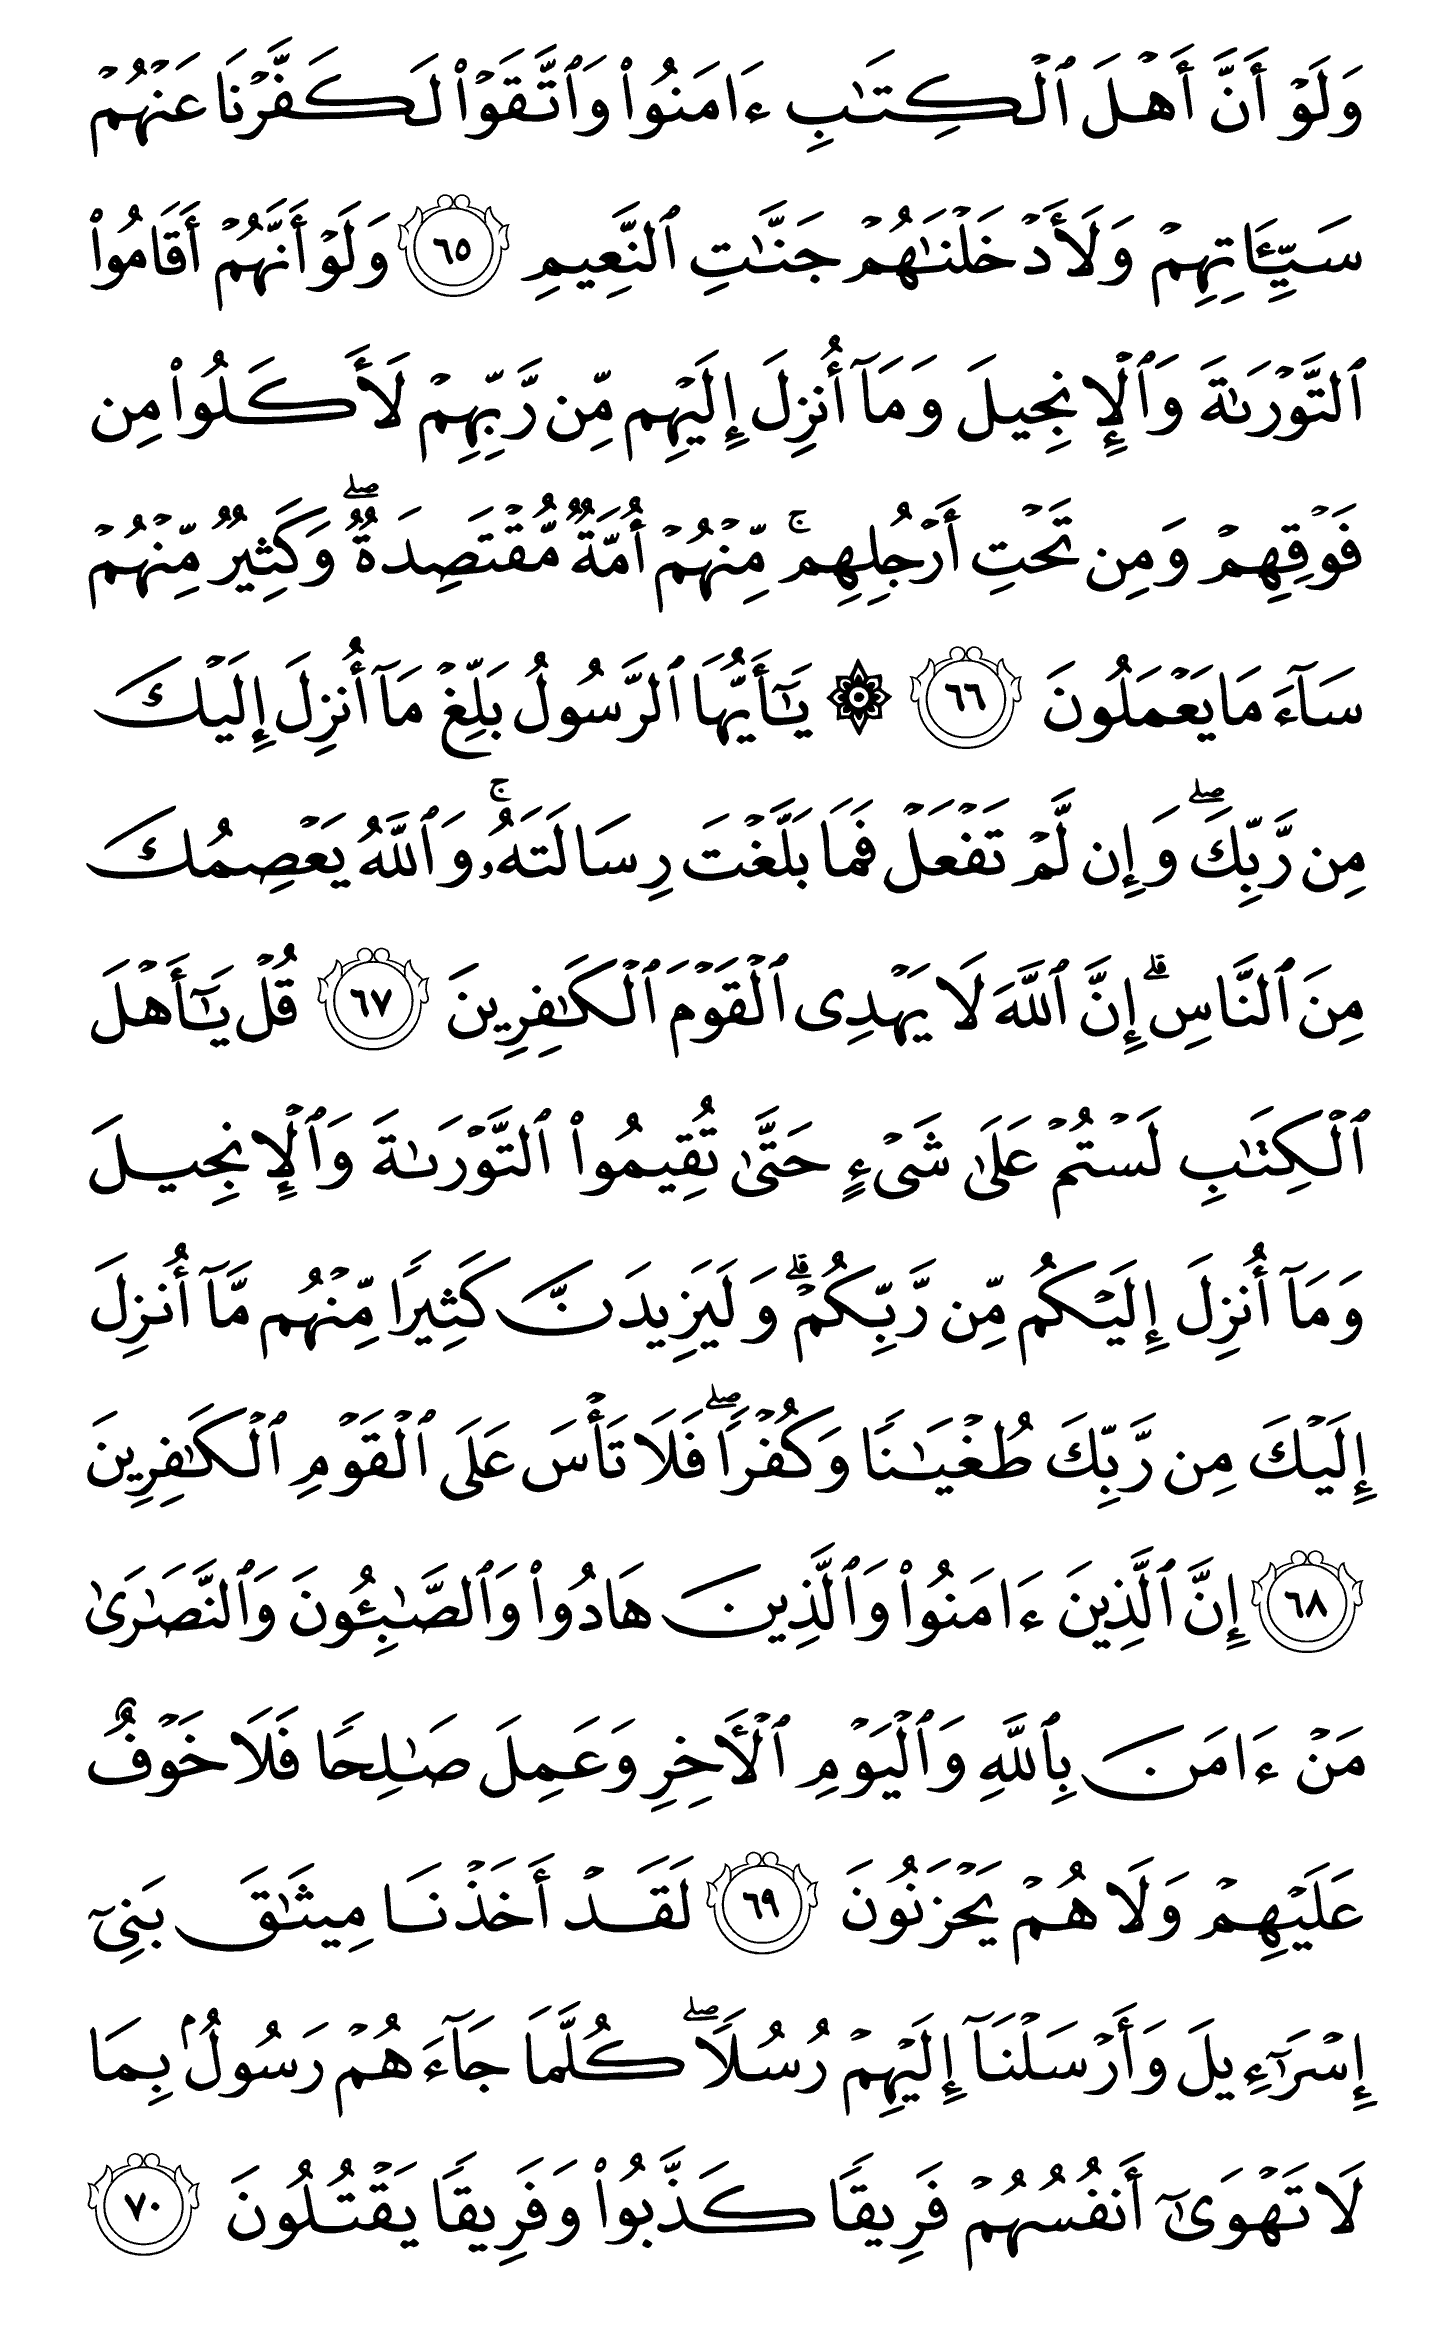 وَلَوْ أَنَّ أَهْلَ ٱلْكِتَـٰبِ ءَامَنُوا۟ وَٱتَّقَوْا۟ لَكَفَّرْنَا عَنْهُمْ
سَيِّـَٔاتِهِمْ وَلَأَدْخَلْنَـٰهُمْ جَنَّـٰتِ ٱلنَّعِيمِ ٦٥ وَلَوْ أَنَّهُمْ أَقَامُوا۟
ٱلتَّوْرَىٰةَ وَٱلْإِنجِيلَ وَمَآ أُنزِلَ إِلَيْهِم مِّن رَّبِّهِمْ لَأَكَلُوا۟ مِن
فَوْقِهِمْ وَمِن تَحْتِ أَرْجُلِهِم ۚ مِّنْهُمْ أُمَّةٌ مُّقْتَصِدَةٌ ۖ وَكَثِيرٌ مِّنْهُمْ
سَآءَ مَا يَعْمَلُونَ ٦٦ ۞ يَـٰٓأَيُّهَا ٱلرَّسُولُ بَلِّغْ مَآ أُنزِلَ إِلَيْكَ
مِن رَّبِّكَ ۖ وَإِن لَّمْ تَفْعَلْ فَمَا بَلَّغْتَ رِسَالَتَهُۥ ۚ وَٱللَّهُ يَعْصِمُكَ
مِنَ ٱلنَّاسِ ۗ إِنَّ ٱللَّهَ لَا يَهْدِى ٱلْقَوْمَ ٱلْكَـٰفِرِينَ ٦٧ قُلْ يَـٰٓأَهْلَ
ٱلْكِتَـٰبِ لَسْتُمْ عَلَىٰ شَىْءٍ حَتَّىٰ تُقِيمُوا۟ ٱلتَّوْرَىٰةَ وَٱلْإِنجِيلَ
وَمَآ أُنزِلَ إِلَيْكُم مِّن رَّبِّكُمْ ۗ وَلَيَزِيدَنَّ كَثِيرًا مِّنْهُم مَّآ أُنزِلَ
إِلَيْكَ مِن رَّبِّكَ طُغْيَـٰنًا وَكُفْرًا ۖ فَلَا تَأْسَ عَلَى ٱلْقَوْمِ ٱلْكَـٰفِرِينَ
٦٨ إِنَّ ٱلَّذِينَ ءَامَنُوا۟ وَٱلَّذِينَ هَادُوا۟ وَٱلصَّـٰبِـُٔونَ وَٱلنَّصَـٰرَىٰ
مَنْ ءَامَنَ بِٱللَّهِ وَٱلْيَوْمِ ٱلْـَٔاخِرِ وَعَمِلَ صَـٰلِحًا فَلَا خَوْفٌ
عَلَيْهِمْ وَلَا هُمْ يَحْزَنُونَ ٦٩ لَقَدْ أَخَذْنَا مِيثَـٰقَ بَنِىٓ
إِسْرَٰٓءِيلَ وَأَرْسَلْنَآ إِلَيْهِمْ رُسُلًا ۖ كُلَّمَا جَآءَهُمْ رَسُولٌۢ بِمَا
لَا تَهْوَىٰٓ أَنفُسُهُمْ فَرِيقًا كَذَّبُوا۟ وَفَرِيقًا يَقْتُلُونَ ٧٠